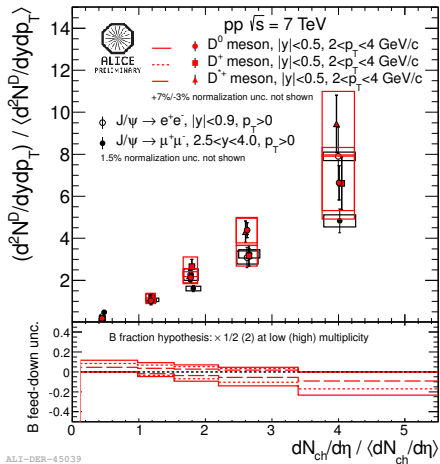 pp √s = 7 TeV
ALICE
PRELIMINARY
D⁰ meson, |y|<0.5, 2<p_T<4 GeV/c
D⁺ meson, |y|<0.5, 2<p_T<4 GeV/c
D*⁺ meson, |y|<0.5, 2<p_T<4 GeV/c
+7%/-3% normalization unc. not shown
J/ψ → e⁺e⁻, |y|<0.9, p_T>0
J/ψ → μ⁺μ⁻, 2.5<y<4.0, p_T>0
1.5% normalization unc. not shown
(d²N^D/dydp_T) / ⟨d²N^D/dydp_T⟩
14
12
10
8
6
4
2
B fraction hypothesis: × 1/2 (2) at low (high) multiplicity
B feed-down unc.
0.4
0.2
0
-0.2
-0.4
0 1 2 3 4 5
dN_ch/dη / ⟨dN_ch/dη⟩
ALI-DER-45039